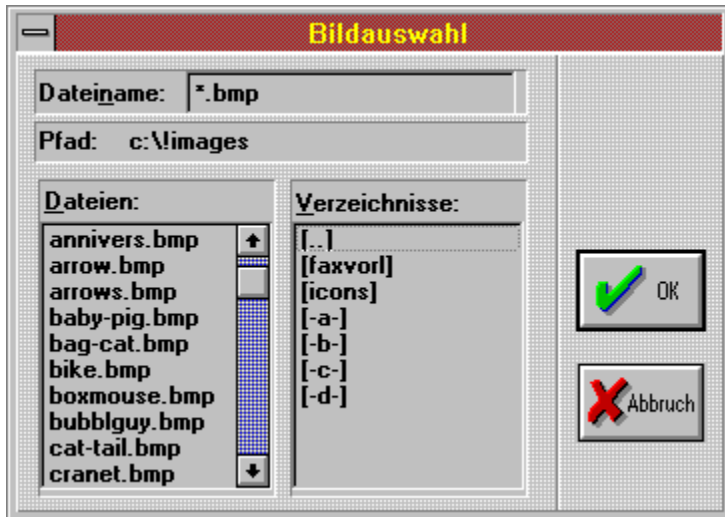 Bildauswahl
Dateiname: *.bmp
Pfad: c:\!images
Dateien:
annivers.bmp
arrow.bmp
arrows.bmp
baby-pig.bmp
bag-cat.bmp
bike.bmp
boxmouse.bmp
bubblguy.bmp
cat-tail.bmp
cranet.bmp
Verzeichnisse:
[..]
[faxvorl]
[icons]
[-a-]
[-b-]
[-c-]
[-d-]
OK
Abbruch